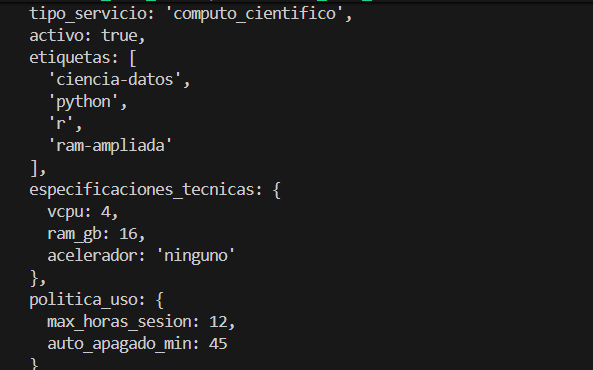 tipo_servicio: 'computo_cientifico',
activo: true,
etiquetas: [
'ciencia-datos',
'python',
'r',
'ram-ampliada'
],
especificaciones_tecnicas: {
vcpu: 4,
ram_gb: 16,
acelerador: 'ninguno'
},
politica_uso: {
max_horas_sesion: 12,
auto_apagado_min: 45
}